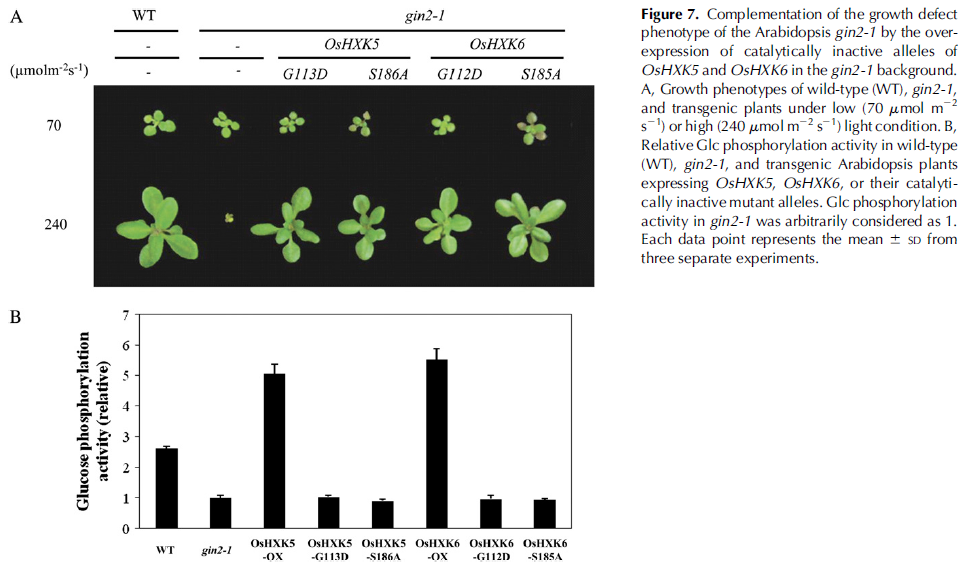 A
WT
gin2-1
- - OsHXK5 OsHXK6
(μmolm-2s-1) - - G113D S186A G112D S185A
70
240
B
Glucose phosphorylation
activity (relative)
7
6
5
4
3
2
1
0
WT gin2-1 OsHXK5 OsHXK5 OsHXK5 OsHXK6 OsHXK6 OsHXK6
-OX -G113D -S186A -OX -G112D -S185A
Figure 7. Complementation of the growth defect
phenotype of the Arabidopsis gin2-1 by the over-
expression of catalytically inactive alleles of
OsHXK5 and OsHXK6 in the gin2-1 background.
A, Growth phenotypes of wild-type (WT), gin2-1,
and transgenic plants under low (70 μmol m−2
s−1) or high (240 μmol m−2 s−1) light condition. B,
Relative Glc phosphorylation activity in wild-type
(WT), gin2-1, and transgenic Arabidopsis plants
expressing OsHXK5, OsHXK6, or their catalyti-
cally inactive mutant alleles. Glc phosphorylation
activity in gin2-1 was arbitrarily considered as 1.
Each data point represents the mean ± SD from
three separate experiments.